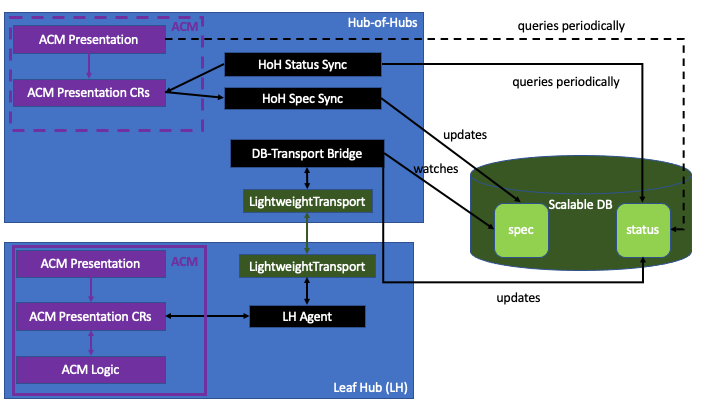 Hub-of-Hubs
ACM
ACM Presentation
queries periodically
ACM Presentation CRs
HoH Status Sync
queries periodically
HoH Spec Sync
updates
DB-Transport Bridge
watches
LightweightTransport
Scalable DB
spec
status
ACM Presentation
ACM
LightweightTransport
updates
ACM Presentation CRs
LH Agent
ACM Logic
Leaf Hub (LH)